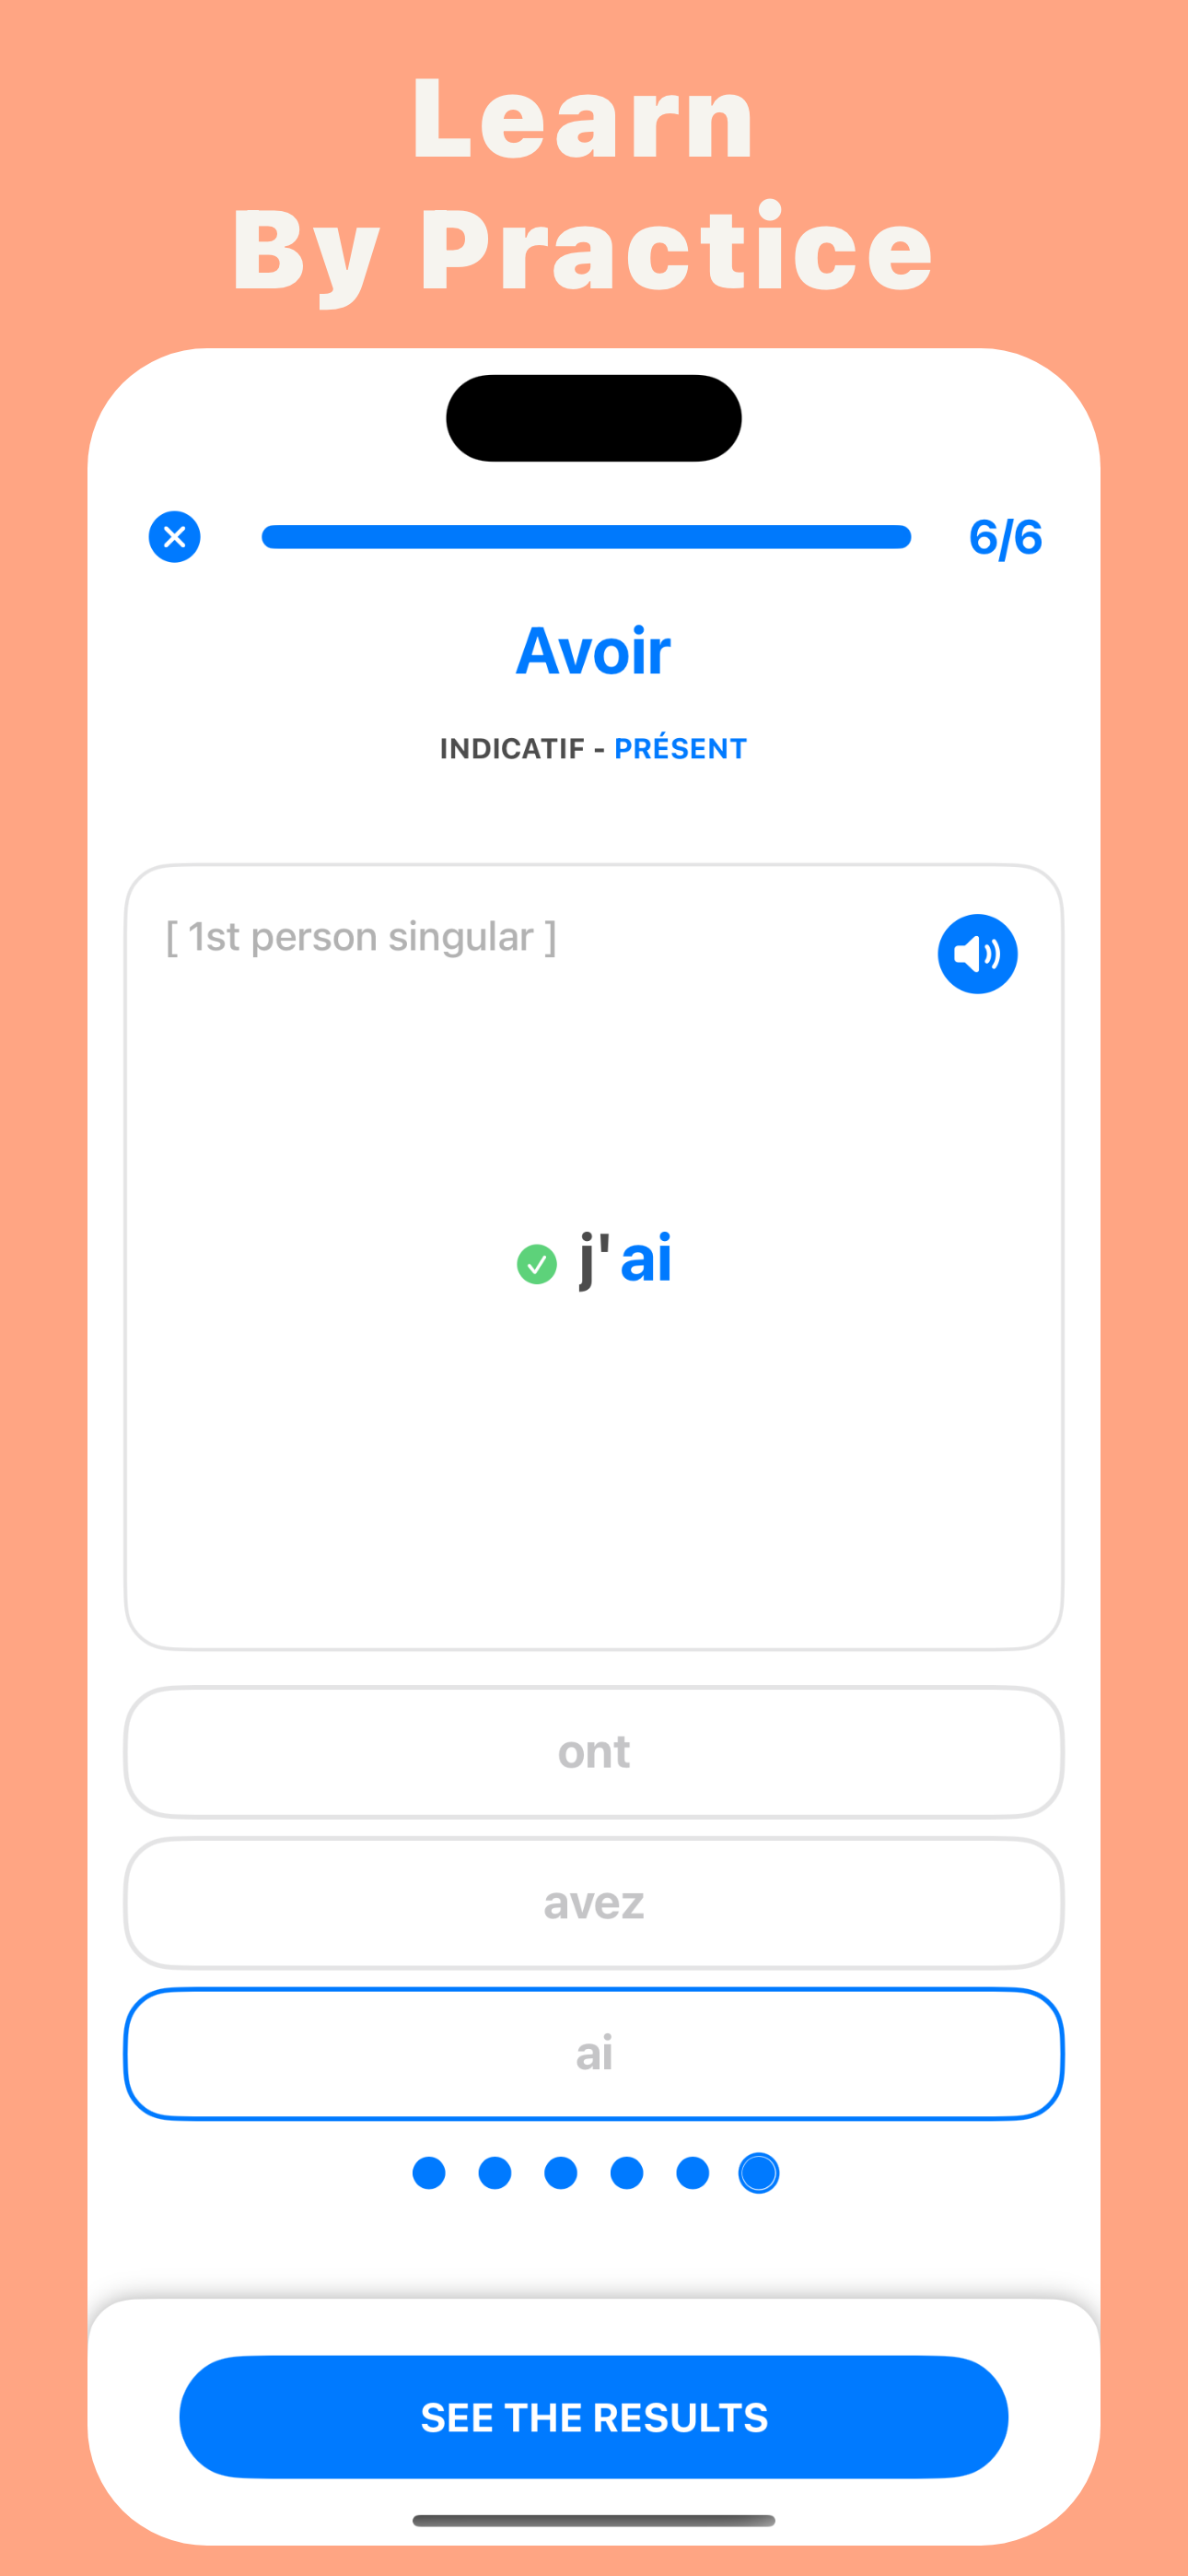 Learn
By Practice
6/6
Avoir
INDICATIF - PRÉSENT
[ 1st person singular ]
j'ai
ont
avez
ai
SEE THE RESULTS